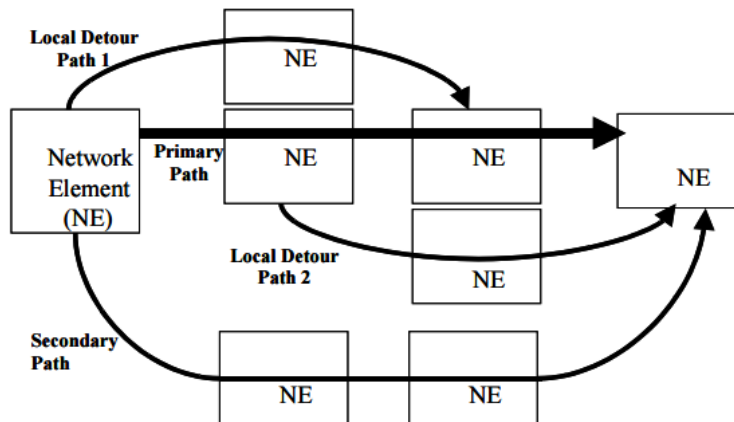 Local Detour
Path 1
NE
Network
Element
(NE)
Primary
Path
NE
NE
NE
Local Detour
Path 2
NE
Secondary
Path
NE
NE